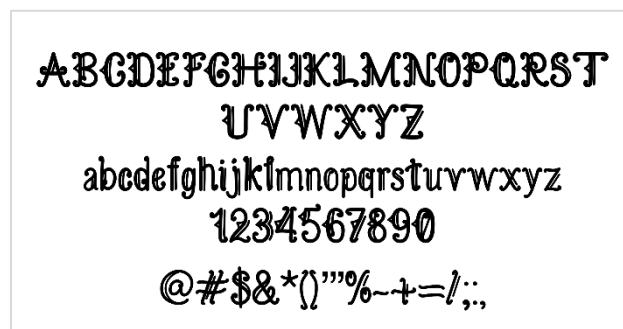 ABCDEFGHIJKLMNOPQRST
UVWXYZ
abcdefghijklmnopqrstuvwxyz
1234567890
@#$&*()'"%~+=/;:,